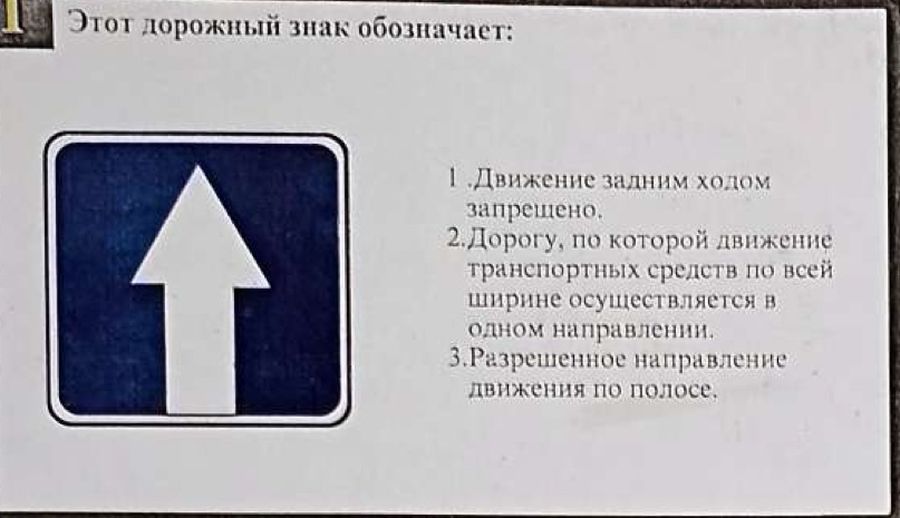 Этот дорожный знак обозначает:
1 .Движение задним ходом
запрещено.
2.Дорогу, по которой движение
транспортных средств по всей
ширине осуществляется в
одном направлении.
3.Разрешенное направление
движения по полосе.